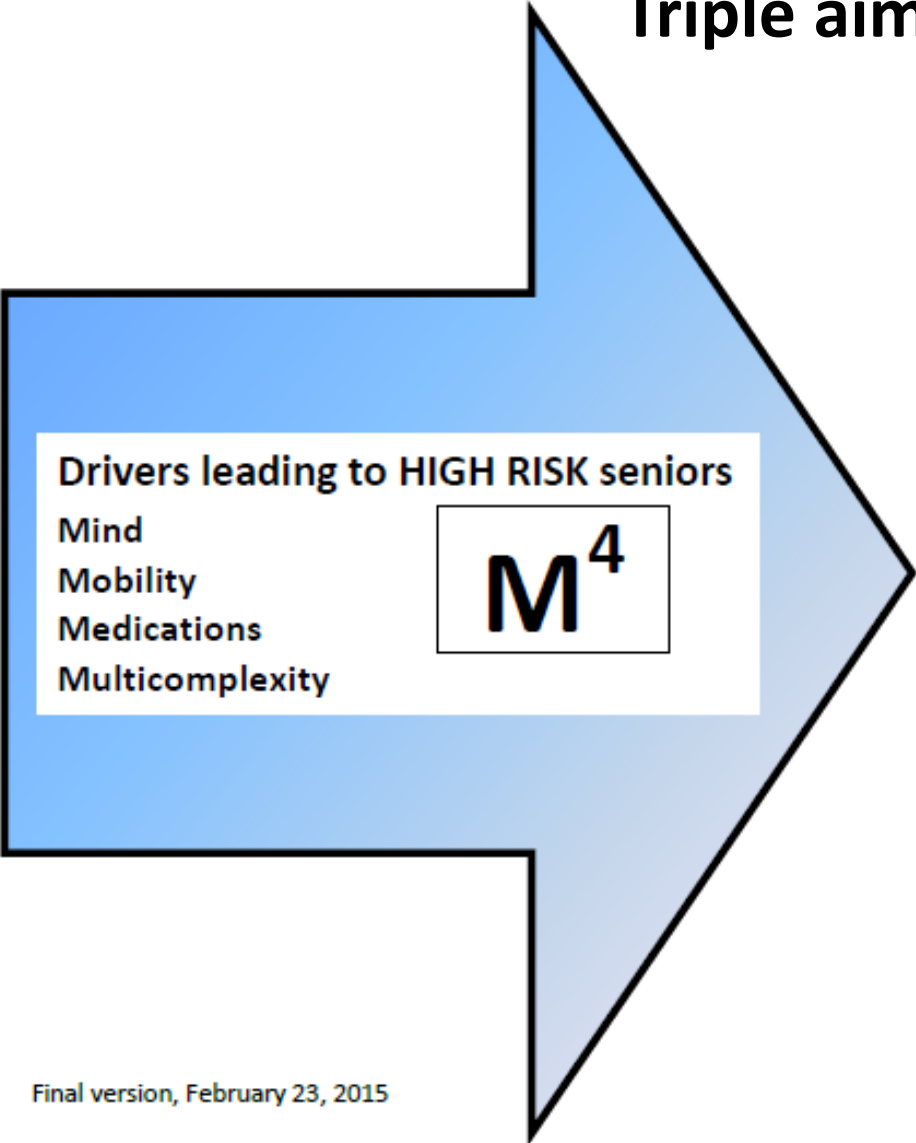 Triple aim
Drivers leading to HIGH RISK seniors
Mind
Mobility
Medications
Multicomplexity
M⁴
Final version, February 23, 2015